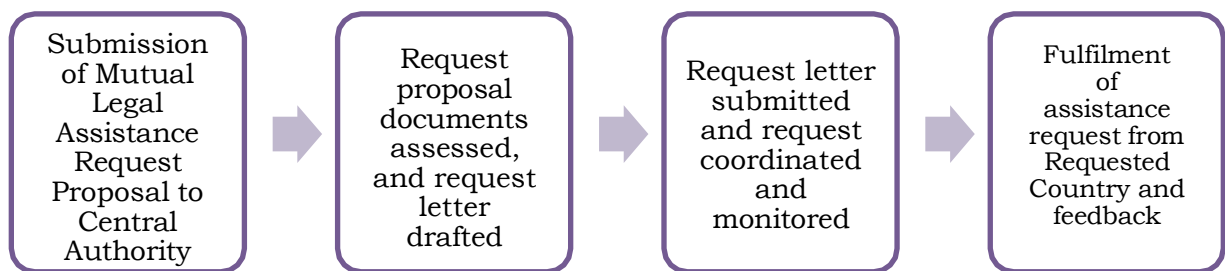 Submission
of Mutual
Legal
Assistance
Request
Proposal to
Central
Authority
Request
proposal
documents
assessed,
and request
letter
drafted
Request letter
submitted
and request
coordinated
and
monitored
Fulfilment
of
assistance
request from
Requested
Country and
feedback